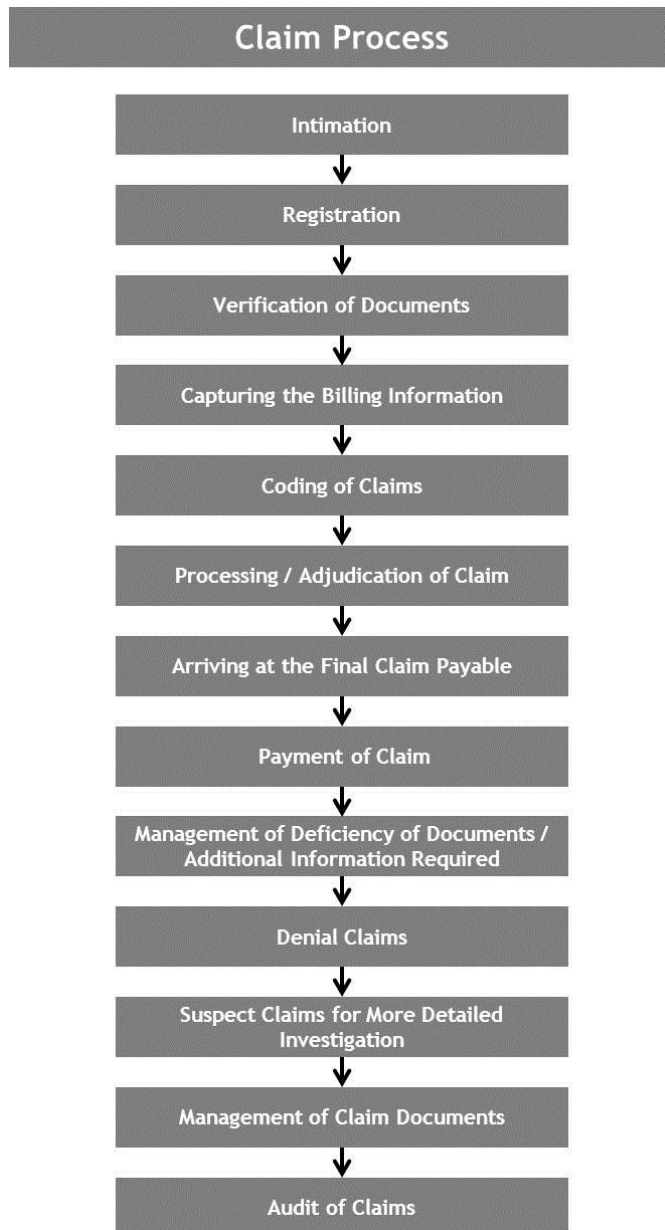 Claim Process
Intimation
Registration
Verification of Documents
Capturing the Billing Information
Coding of Claims
Processing / Adjudication of Claim
Arriving at the Final Claim Payable
Payment of Claim
Management of Deficiency of Documents /
Additional Information Required
Denial Claims
Suspect Claims for More Detailed
Investigation
Management of Claim Documents
Audit of Claims